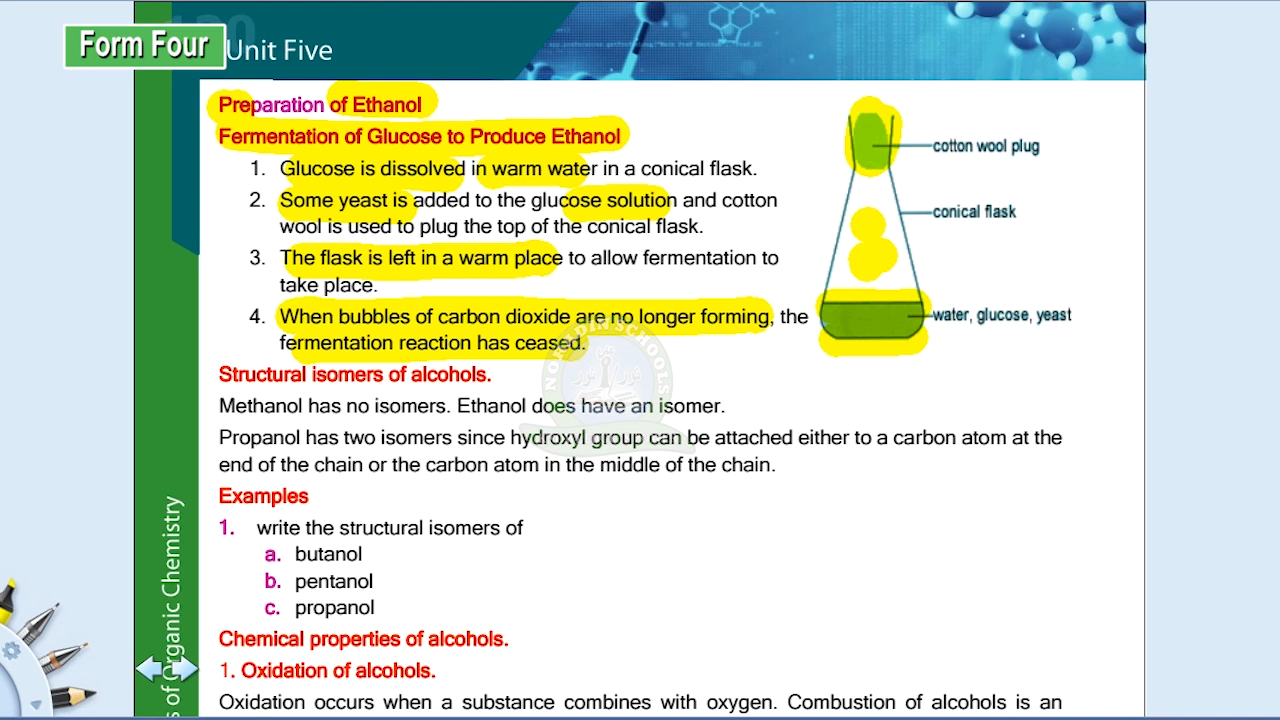 Form Four
Unit Five
Preparation of Ethanol
Fermentation of Glucose to Produce Ethanol
1. Glucose is dissolved in warm water in a conical flask.
2. Some yeast is added to the glucose solution and cotton
wool is used to plug the top of the conical flask.
3. The flask is left in a warm place to allow fermentation to
take place.
4. When bubbles of carbon dioxide are no longer forming, the
fermentation reaction has ceased.
cotton wool plug
conical flask
water, glucose, yeast
Structural isomers of alcohols.
Methanol has no isomers. Ethanol does have an isomer.
Propanol has two isomers since hydroxyl group can be attached either to a carbon atom at the
end of the chain or the carbon atom in the middle of the chain.
Examples
1. write the structural isomers of
a. butanol
b. pentanol
c. propanol
Chemical properties of alcohols.
1. Oxidation of alcohols.
Oxidation occurs when a substance combines with oxygen. Combustion of alcohols is an
s of Organic Chemistry
SCHOOLS